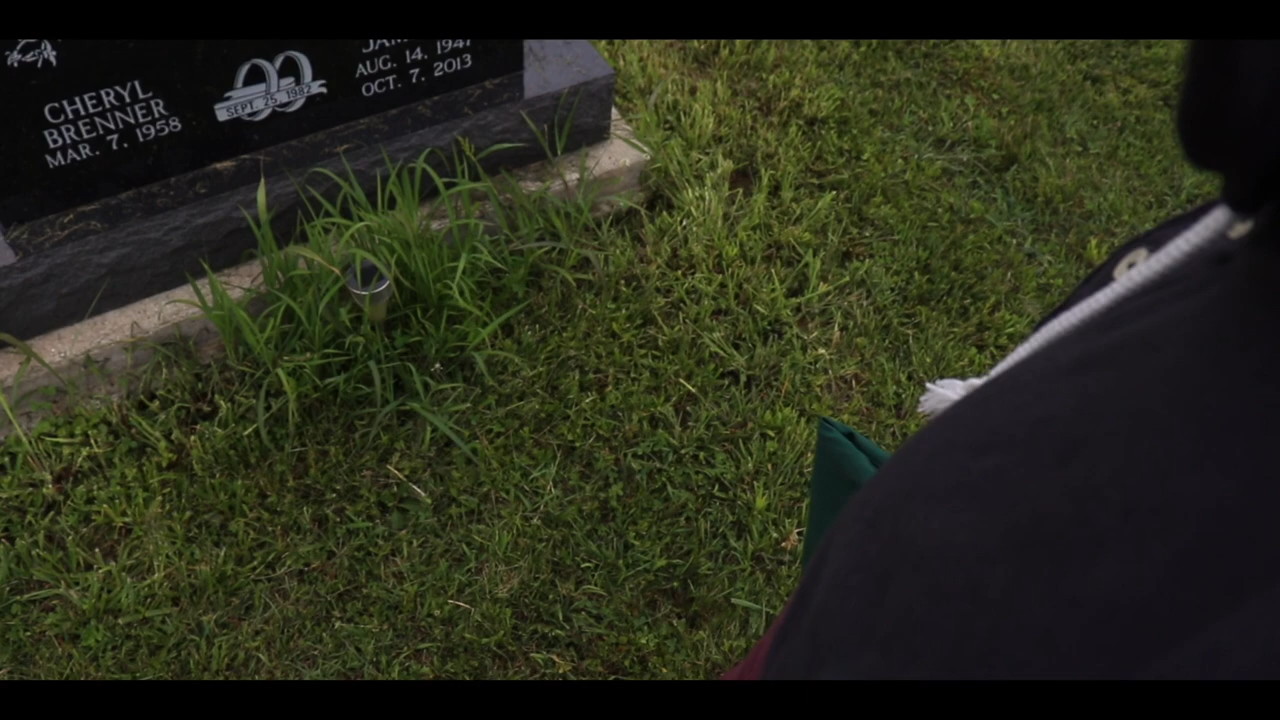 CHERYL
BRENNER
MAR. 7, 1958
SEPT. 25, 1982
AUG. 14, 1947
OCT. 7, 2013